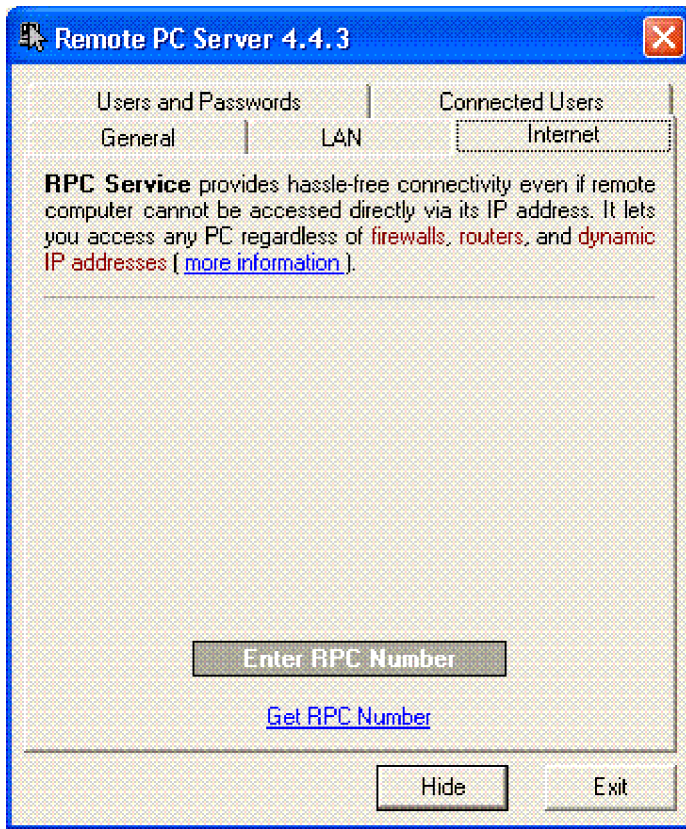 Remote PC Server 4.4.3
Users and Passwords
Connected Users
General
LAN
Internet
RPC Service provides hassle-free connectivity even if remote
computer cannot be accessed directly via its IP address. It lets
you access any PC regardless of firewalls, routers, and dynamic
IP addresses ( more information ).
Enter RPC Number
Get RPC Number
Hide
Exit